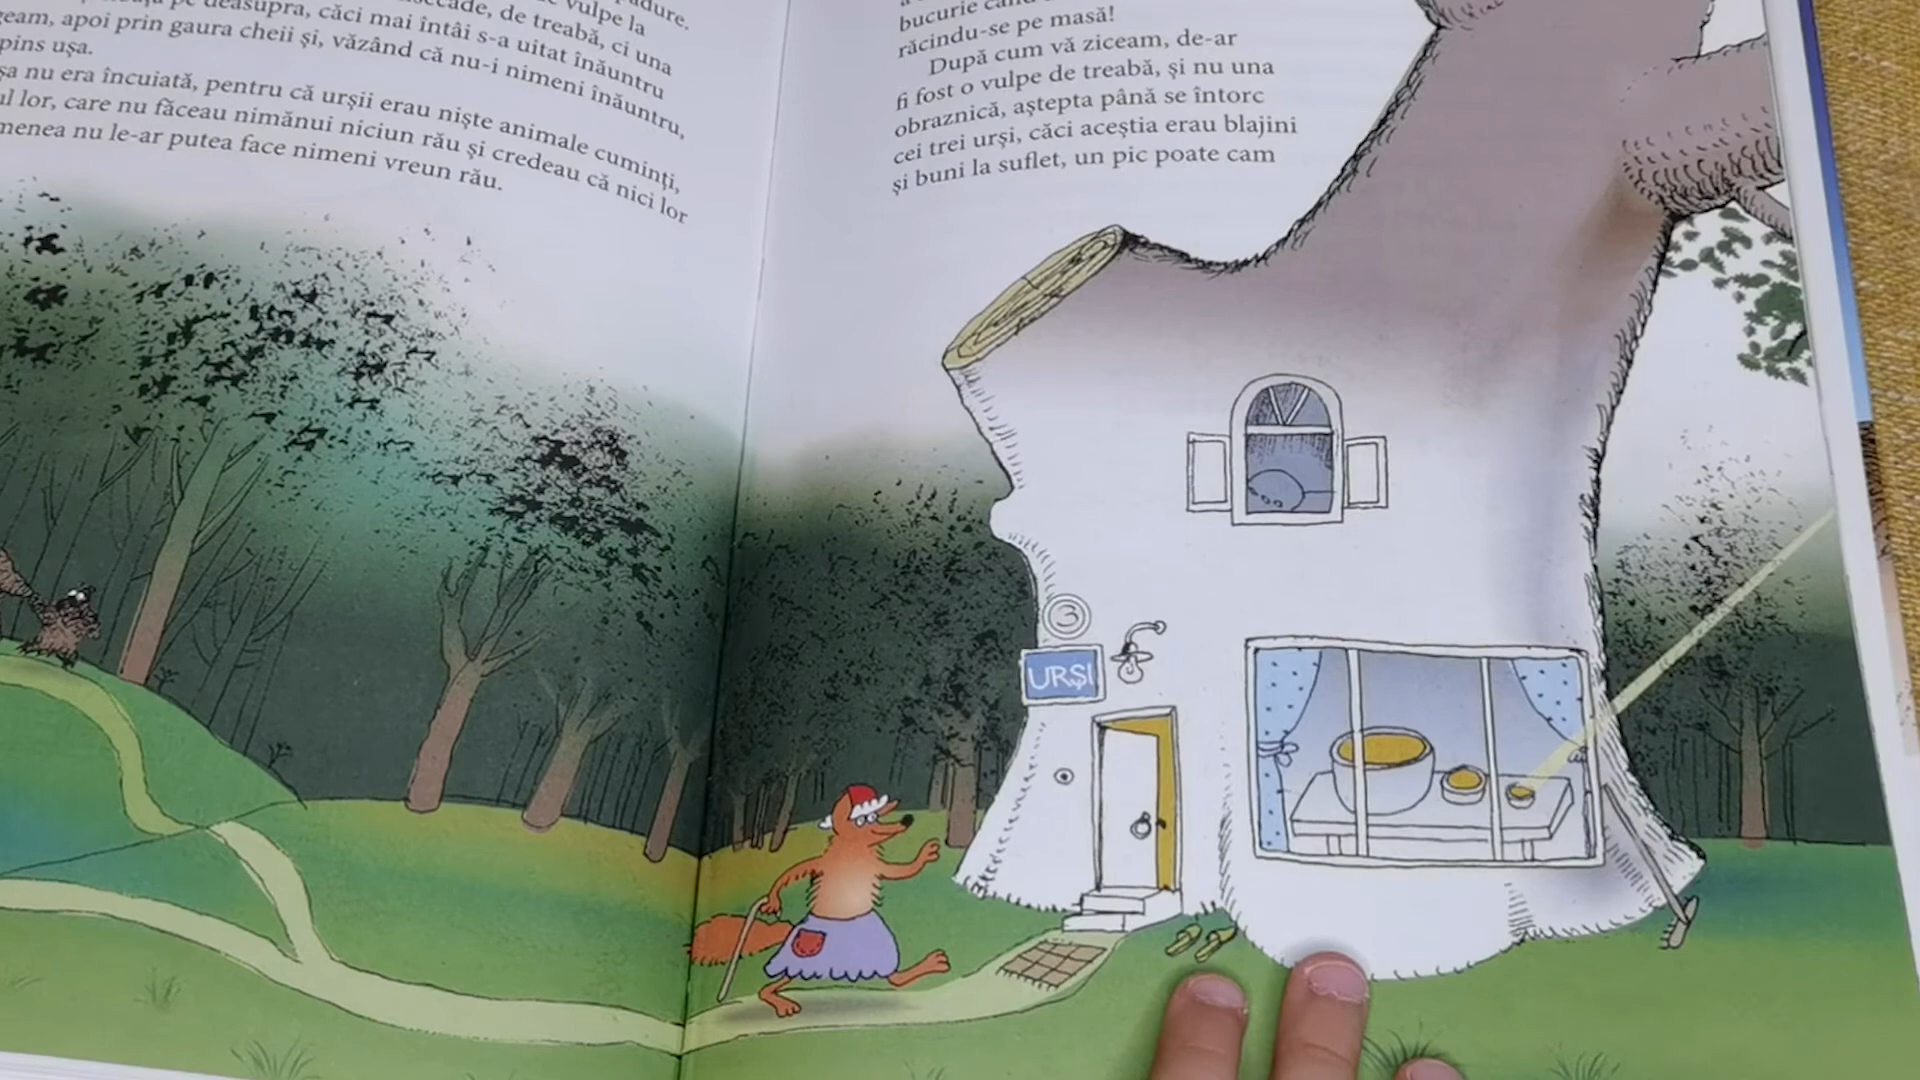 vulpe la
pădure.
de treabă, ci una
deasupra, căci mai întâi s-a uitat înăuntru
geam, apoi prin gaura cheii și, văzând că nu-i nimeni înăuntru,
pins ușa.
șa nu era încuiată, pentru că urșii erau niște animale cuminți,
ul lor, care nu făceau nimănui niciun rău și credeau că nici lor
menea nu le-ar putea face nimeni vreun rău.
bucurie
răcindu-se pe masă!
După cum vă ziceam, de-ar
fi fost o vulpe de treabă, și nu una
obraznică, aștepta până se întorc
cei trei urși, căci aceștia erau blajini
și buni la suflet, un pic poate cam
3
URȘI